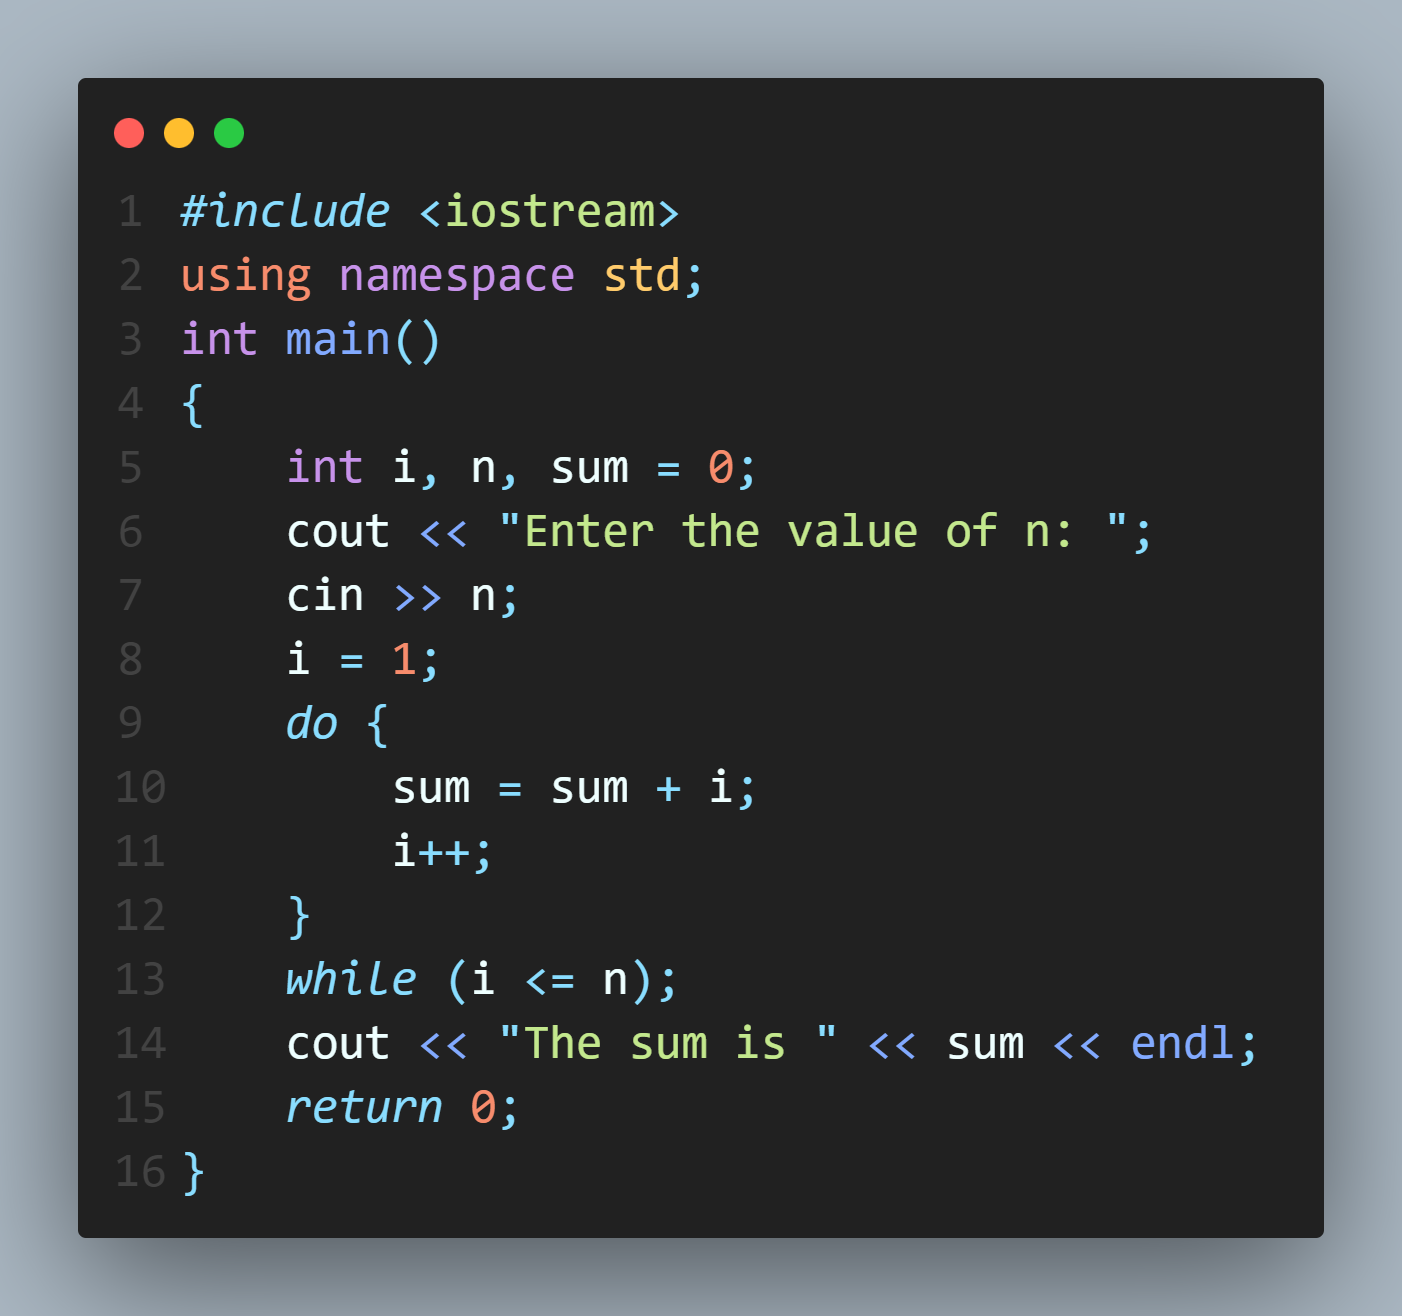 1 #include <iostream>
2 using namespace std;
3 int main()
4 {
5     int i, n, sum = 0;
6     cout << "Enter the value of n: ";
7     cin >> n;
8     i = 1;
9     do {
10         sum = sum + i;
11         i++;
12     }
13     while (i <= n);
14     cout << "The sum is " << sum << endl;
15     return 0;
16 }